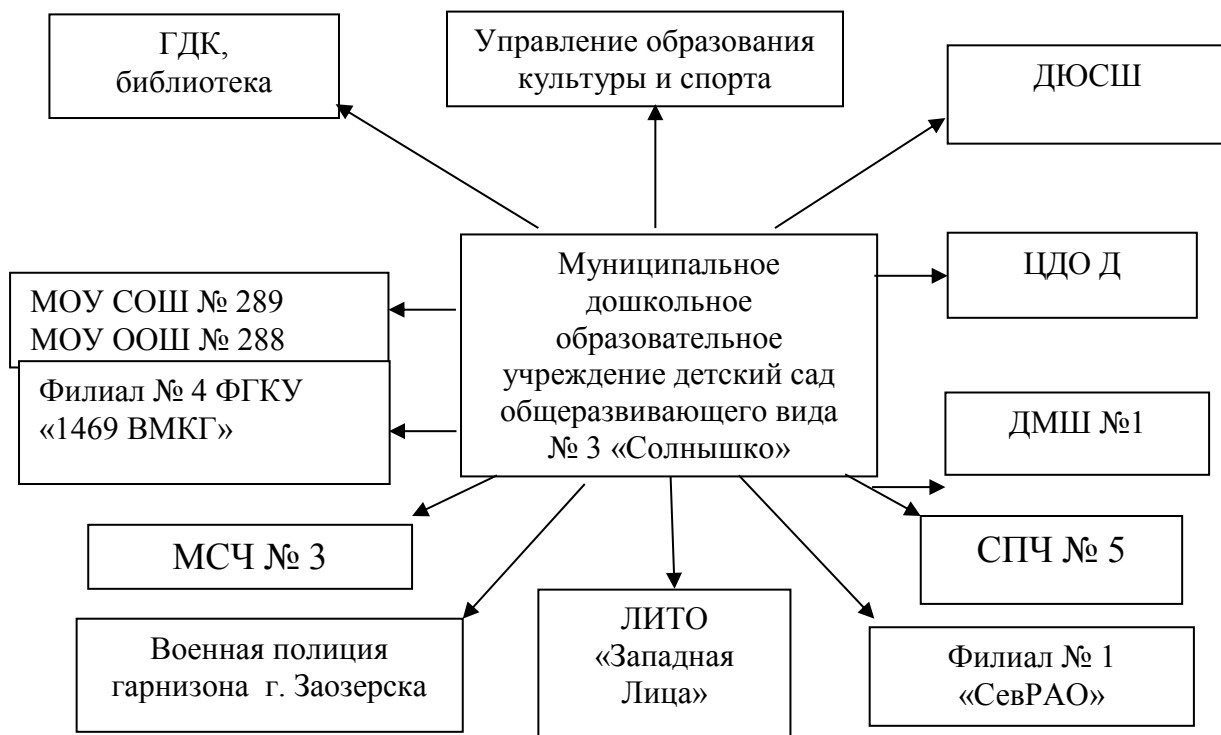 ГДК,
библиотека
Управление образования
культуры и спорта
ДЮСШ
МОУ СОШ № 289
МОУ ООШ № 288
Муниципальное
дошкольное
образовательное
учреждение детский сад
общеразвивающего вида
№ 3 «Солнышко»
ЦДО Д
Филиал № 4 ФГКУ
«1469 ВМКГ»
ДМШ №1
МСЧ № 3
СПЧ № 5
Военная полиция
гарнизона г. Заозерска
ЛИТО
«Западная
Лица»
Филиал № 1
«СевРАО»